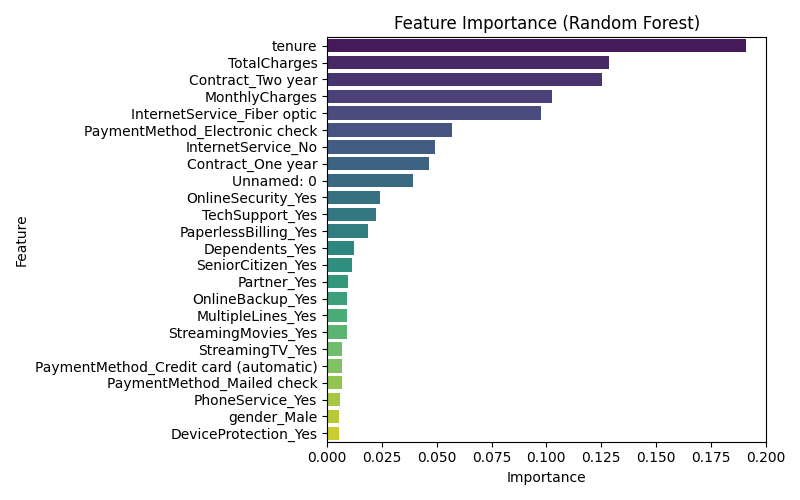 Feature Importance (Random Forest)
tenure
TotalCharges
Contract_Two year
MonthlyCharges
InternetService_Fiber optic
PaymentMethod_Electronic check
InternetService_No
Contract_One year
Unnamed: 0
OnlineSecurity_Yes
TechSupport_Yes
PaperlessBilling_Yes
Dependents_Yes
SeniorCitizen_Yes
Partner_Yes
OnlineBackup_Yes
MultipleLines_Yes
StreamingMovies_Yes
StreamingTV_Yes
PaymentMethod_Credit card (automatic)
PaymentMethod_Mailed check
PhoneService_Yes
gender_Male
DeviceProtection_Yes
Feature
0.000 0.025 0.050 0.075 0.100 0.125 0.150 0.175 0.200
Importance